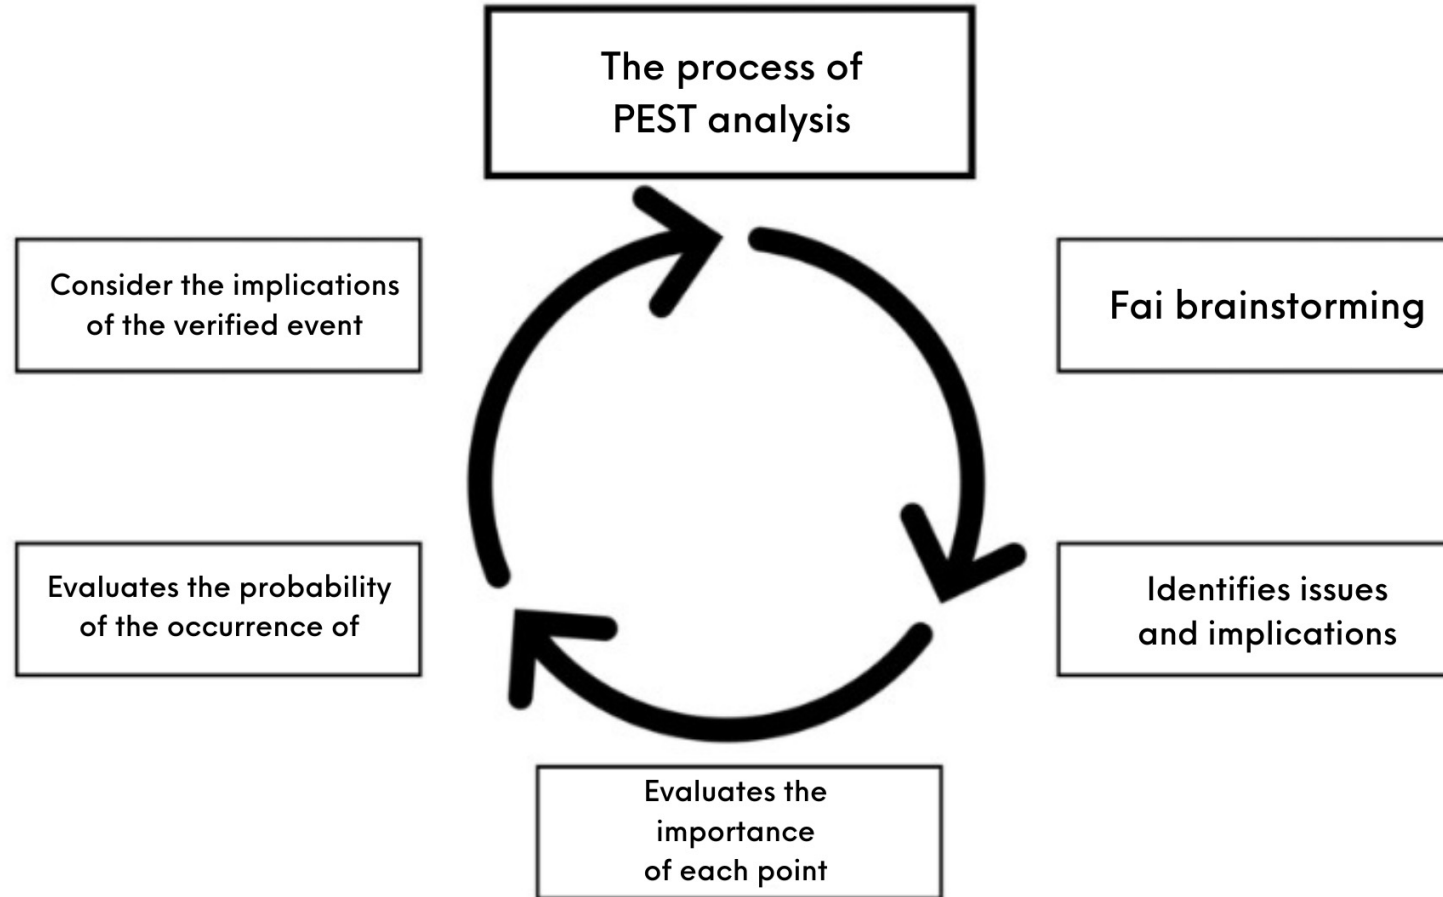 The process of
PEST analysis
Consider the implications
of the verified event
Fai brainstorming
Evaluates the probability
of the occurrence of
Identifies issues
and implications
Evaluates the
importance
of each point